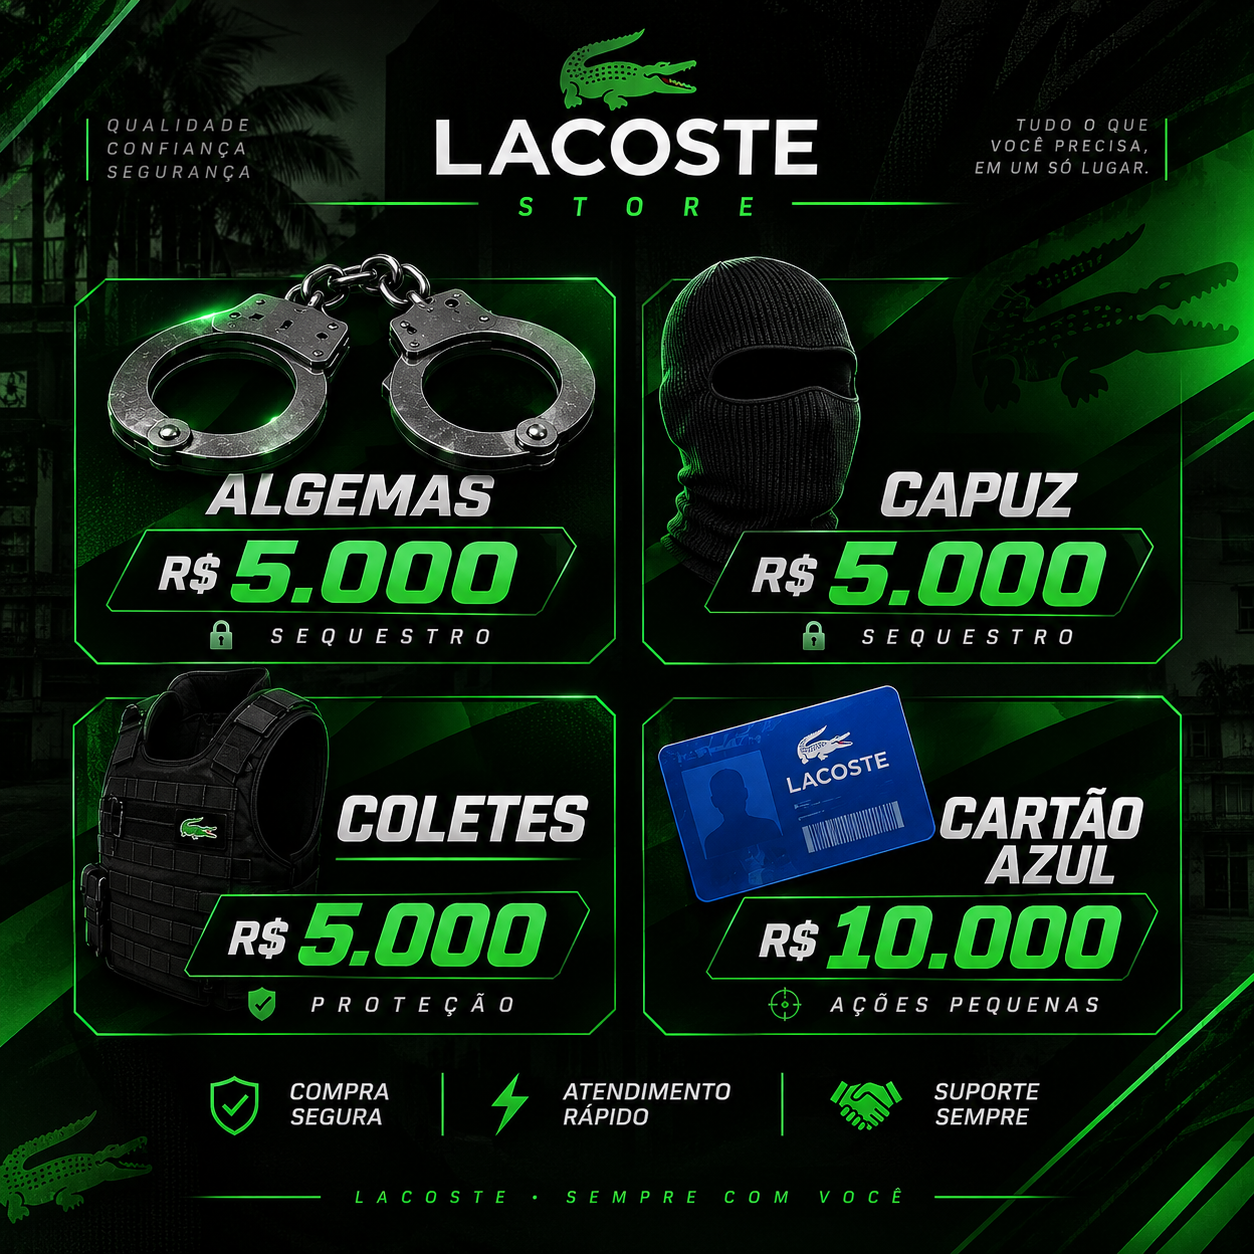 QUALIDADE
CONFIANÇA
SEGURANÇA
LACOSTE
STORE
TUDO O QUE
VOCÊ PRECISA,
EM UM SÓ LUGAR.
ALGEMAS
R$ 5.000
SEQUESTRO
CAPUZ
R$ 5.000
SEQUESTRO
COLETES
R$ 5.000
PROTEÇÃO
LACOSTE
CARTÃO
AZUL
R$ 10.000
AÇÕES PEQUENAS
COMPRA
SEGURA
ATENDIMENTO
RÁPIDO
SUPORTE
SEMPRE
LACOSTE • SEMPRE COM VOCÊ